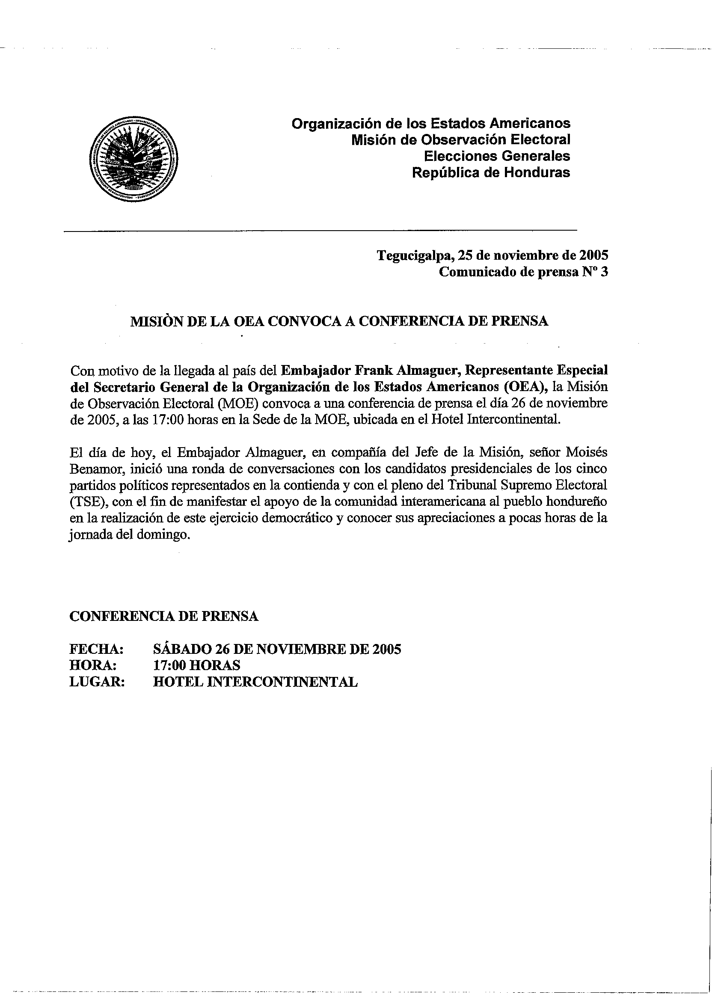 Organización de los Estados Americanos
Misión de Observación Electoral
Elecciones Generales
República de Honduras
Tegucigalpa, 25 de noviembre de 2005
Comunicado de prensa Nº 3
MISIÒN DE LA OEA CONVOCA A CONFERENCIA DE PRENSA
Con motivo de la llegada al país del Embajador Frank Almaguer, Representante Especial
del Secretario General de la Organización de los Estados Americanos (OEA), la Misión
de Observación Electoral (MOE) convoca a una conferencia de prensa el día 26 de noviembre
de 2005, a las 17:00 horas en la Sede de la MOE, ubicada en el Hotel Intercontinental.
El día de hoy, el Embajador Almaguer, en compañía del Jefe de la Misión, señor Moisés
Benamor, inició una ronda de conversaciones con los candidatos presidenciales de los cinco
partidos políticos representados en la contienda y con el pleno del Tribunal Supremo Electoral
(TSE), con el fin de manifestar el apoyo de la comunidad interamericana al pueblo hondureño
en la realización de este ejercicio democrático y conocer sus apreciaciones a pocas horas de la
jornada del domingo.
CONFERENCIA DE PRENSA
FECHA: SÁBADO 26 DE NOVIEMBRE DE 2005
HORA: 17:00 HORAS
LUGAR: HOTEL INTERCONTINENTAL